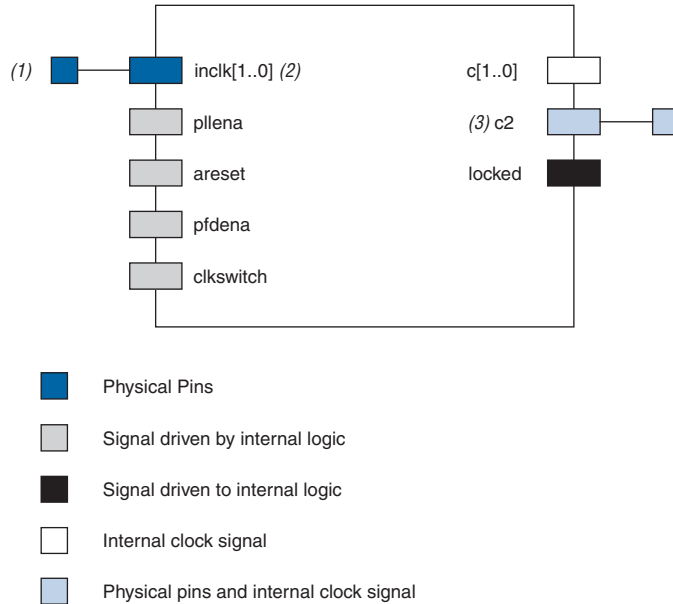 (1) inclk[1..0] (2) c[1..0]
pllena (3) c2
areset locked
pfdena
clkswitch
Physical Pins
Signal driven by internal logic
Signal driven to internal logic
Internal clock signal
Physical pins and internal clock signal